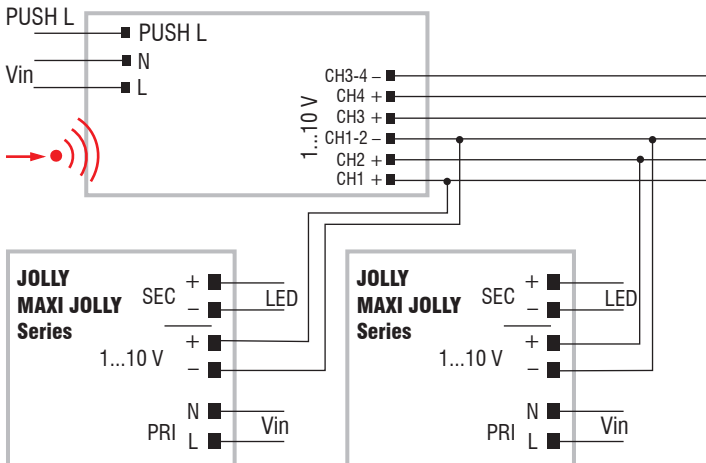 PUSH L
PUSH L
N
Vin
L
CH3-4 –
CH4 +
CH3 +
1...10 V
CH1-2 –
CH2 +
CH1 +
JOLLY
MAXI JOLLY
Series
SEC
+
–
LED
1...10 V
+
–
PRI
N
L
Vin
JOLLY
MAXI JOLLY
Series
SEC
+
–
LED
1...10 V
+
–
PRI
N
L
Vin